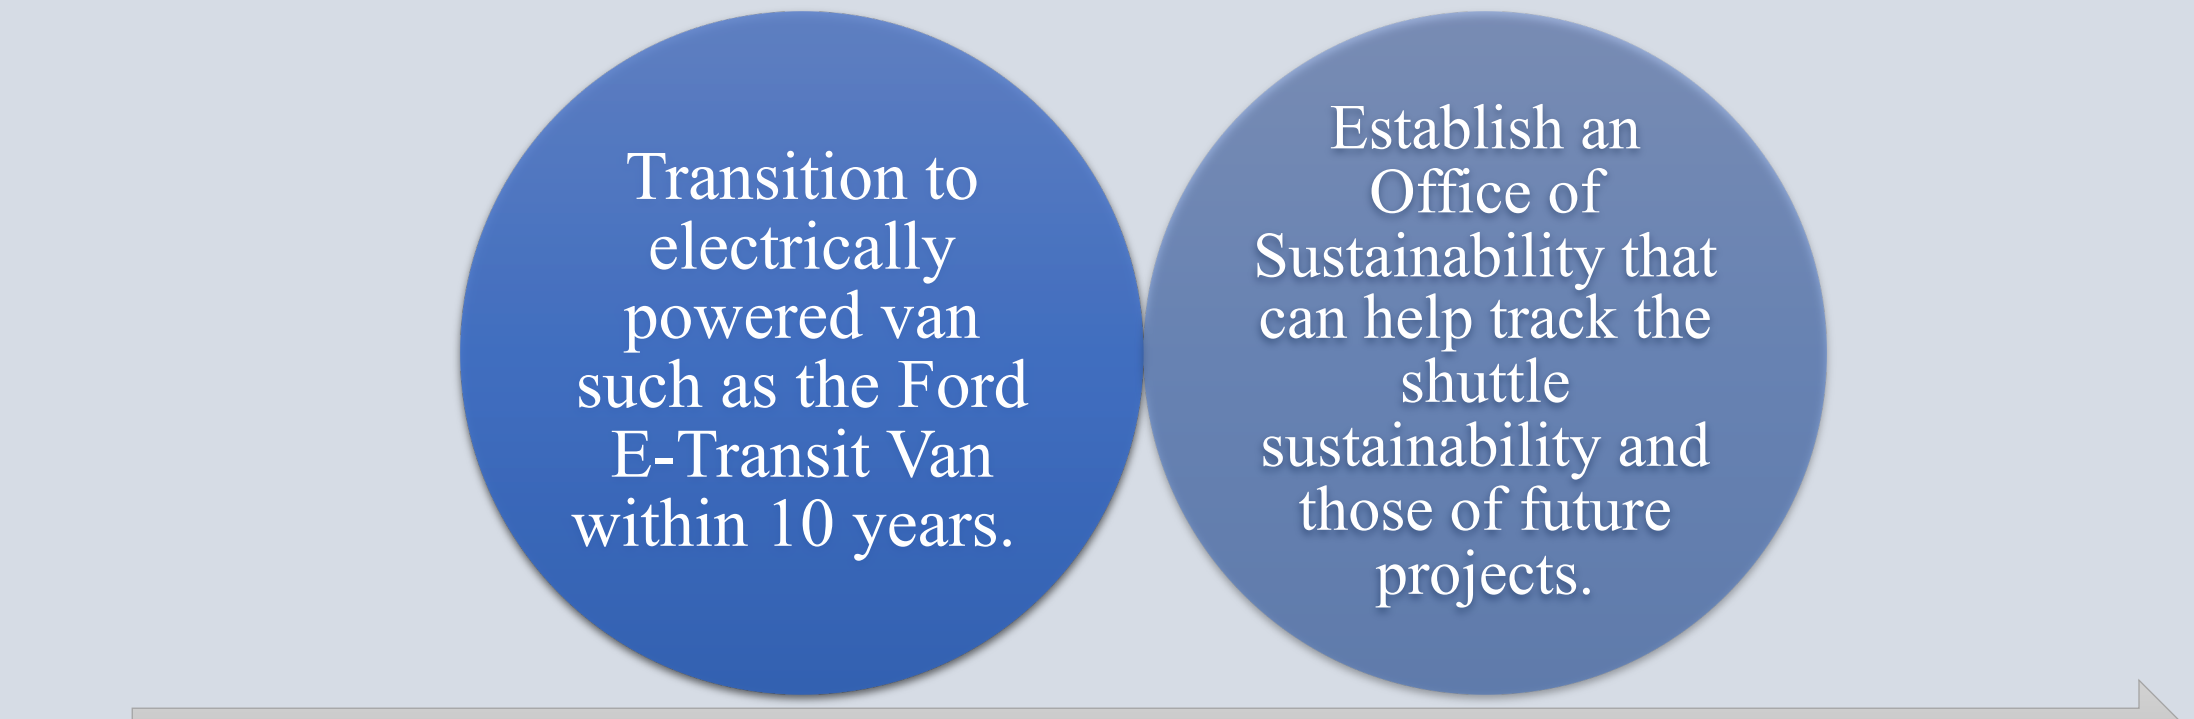 Transition to
electrically
powered van
such as the Ford
E-Transit Van
within 10 years.
Establish an
Office of
Sustainability that
can help track the
shuttle
sustainability and
those of future
projects.